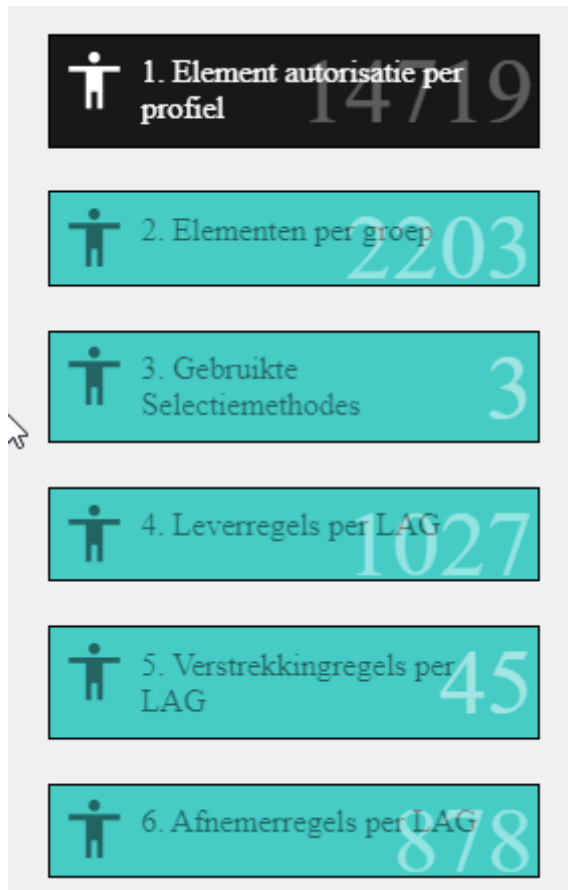 1. Element autorisatie per
profiel
14719
2. Elementen per groep
2203
3. Gebruikte
Selectiemethodes
3
4. Leverregels per LAG
1027
5. Verstrekkingregels per
LAG
45
6. Afnemerregels per LAG
878